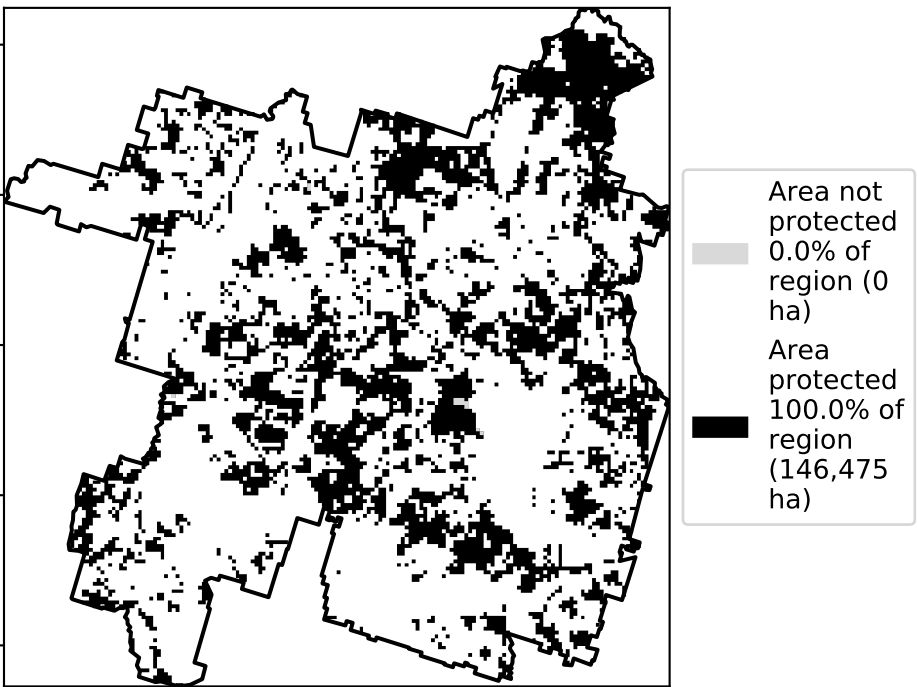 Area not
protected
0.0% of
region (0
ha)
Area
protected
100.0% of
region
(146,475
ha)